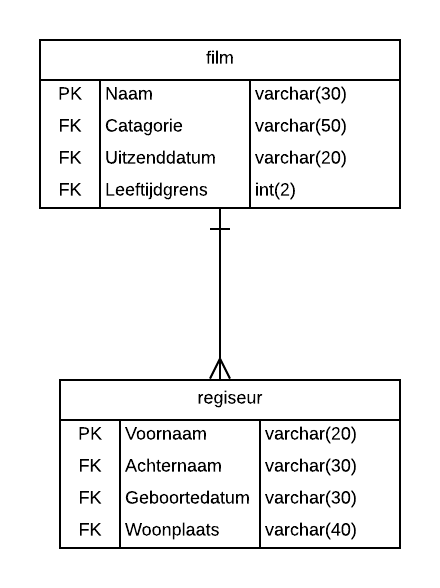 film
PK Naam varchar(30)
FK Catagorie varchar(50)
FK Uitzenddatum varchar(20)
FK Leeftijdgrens int(2)
regiseur
PK Voornaam varchar(20)
FK Achternaam varchar(30)
FK Geboortedatum varchar(30)
FK Woonplaats varchar(40)